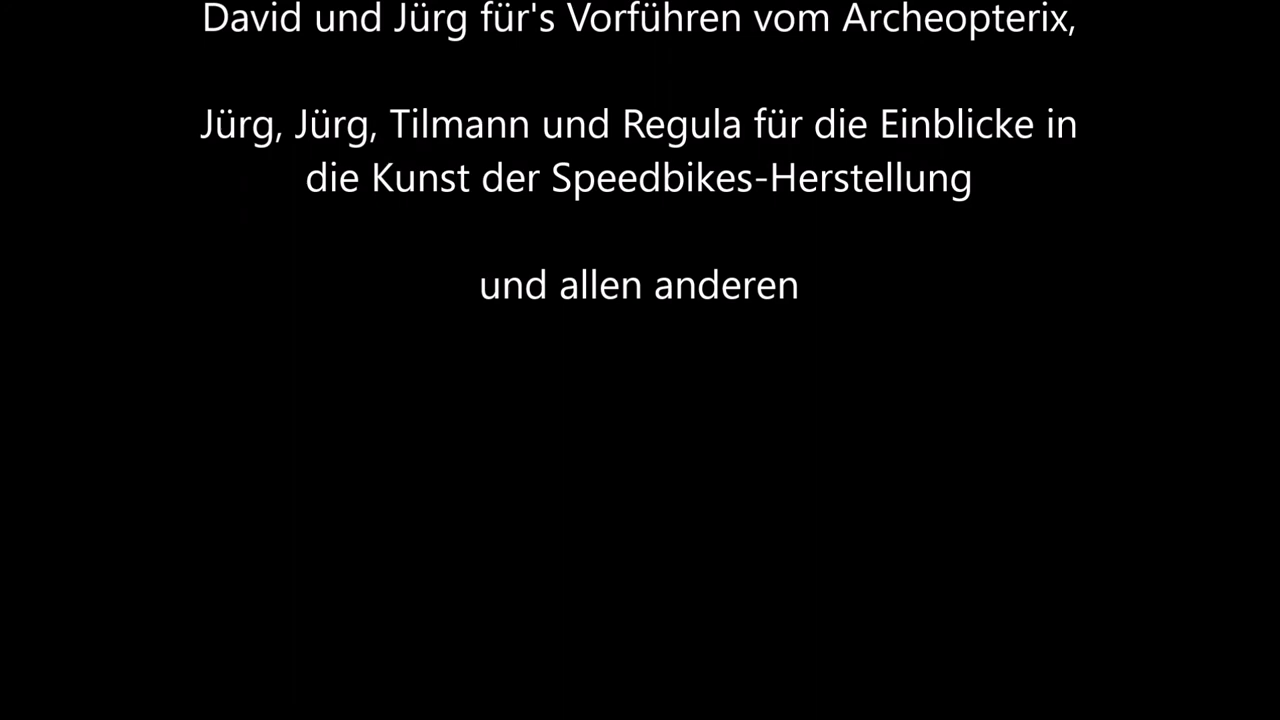 David und Jürg für's Vorführen vom Archeopterix,
Jürg, Jürg, Tilmann und Regula für die Einblicke in
die Kunst der Speedbikes-Herstellung
und allen anderen